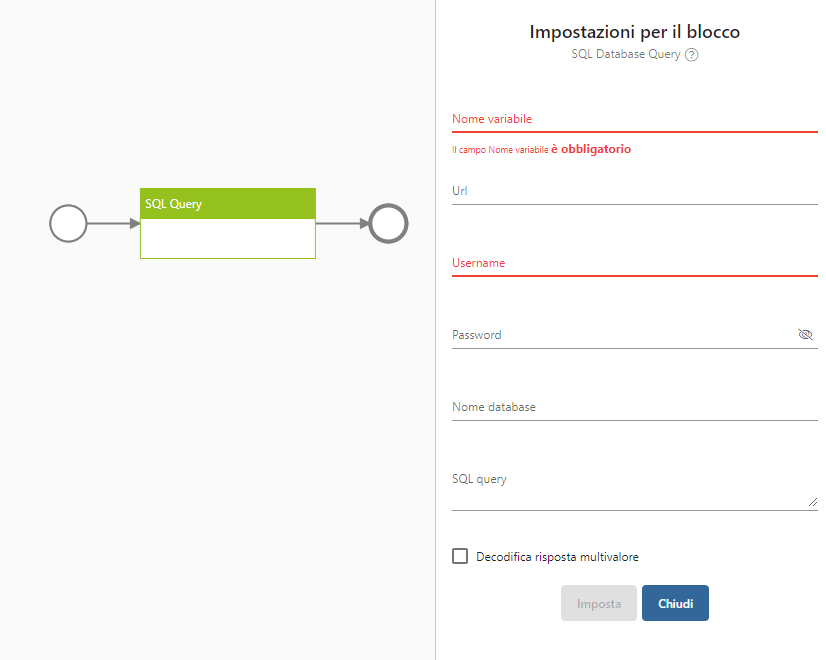 Impostazioni per il blocco
SQL Database Query ?
Nome variabile
Il campo Nome variabile è obbligatorio
Url
SQL Query
Username
Password
Nome database
SQL query
Decodifica risposta multivalore
Imposta
Chiudi